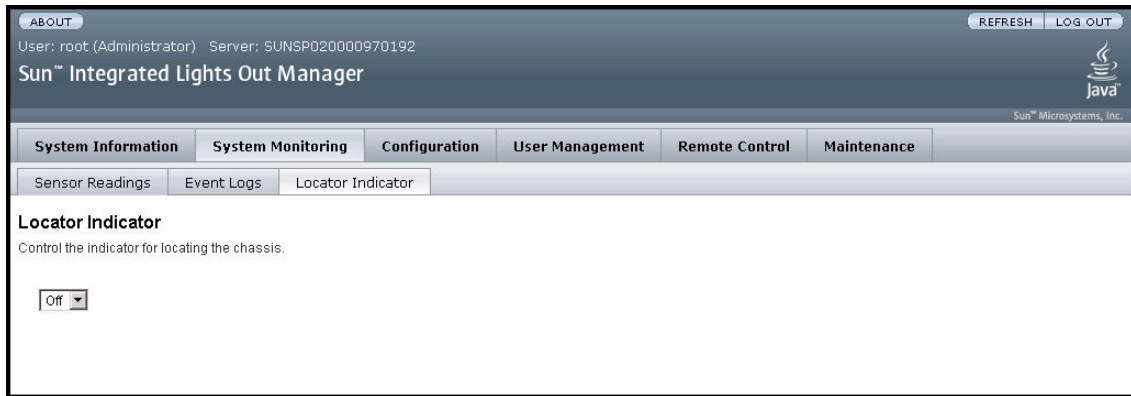 ABOUT
REFRESH LOG OUT
User: root (Administrator) Server: SUNSP020000970192
Sun™ Integrated Lights Out Manager
Java™
Sun™ Microsystems, Inc.
System Information System Monitoring Configuration User Management Remote Control Maintenance
Sensor Readings Event Logs Locator Indicator
Locator Indicator
Control the indicator for locating the chassis.
Off